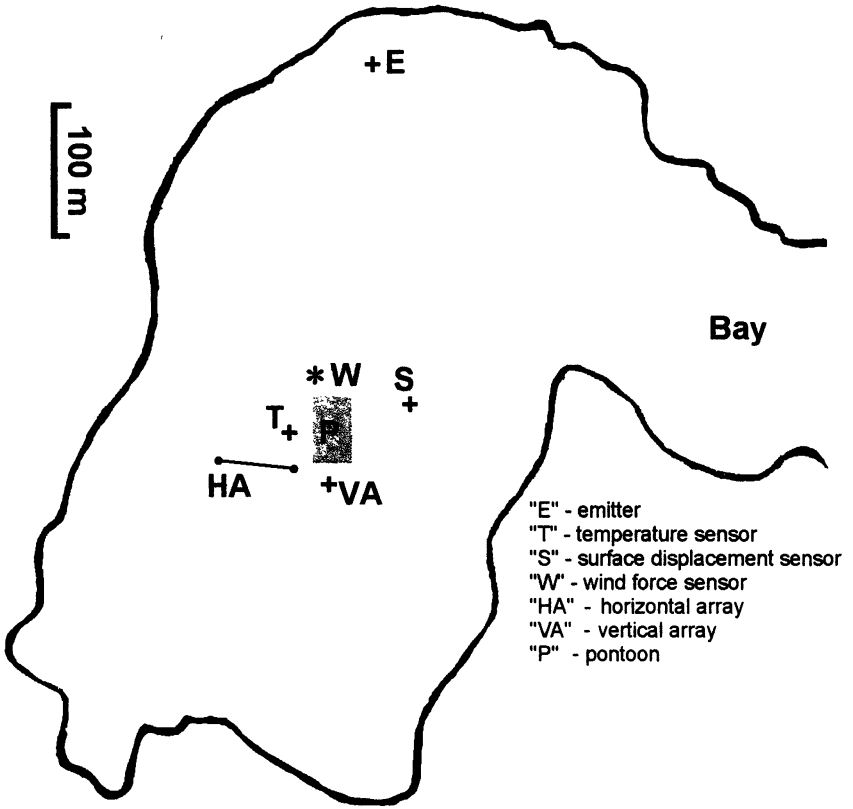 E
100 m
Bay
W
S
T
P
HA
VA
"E" - emitter
"T" - temperature sensor
"S" - surface displacement sensor
"W" - wind force sensor
"HA" - horizontal array
"VA" - vertical array
"P" - pontoon